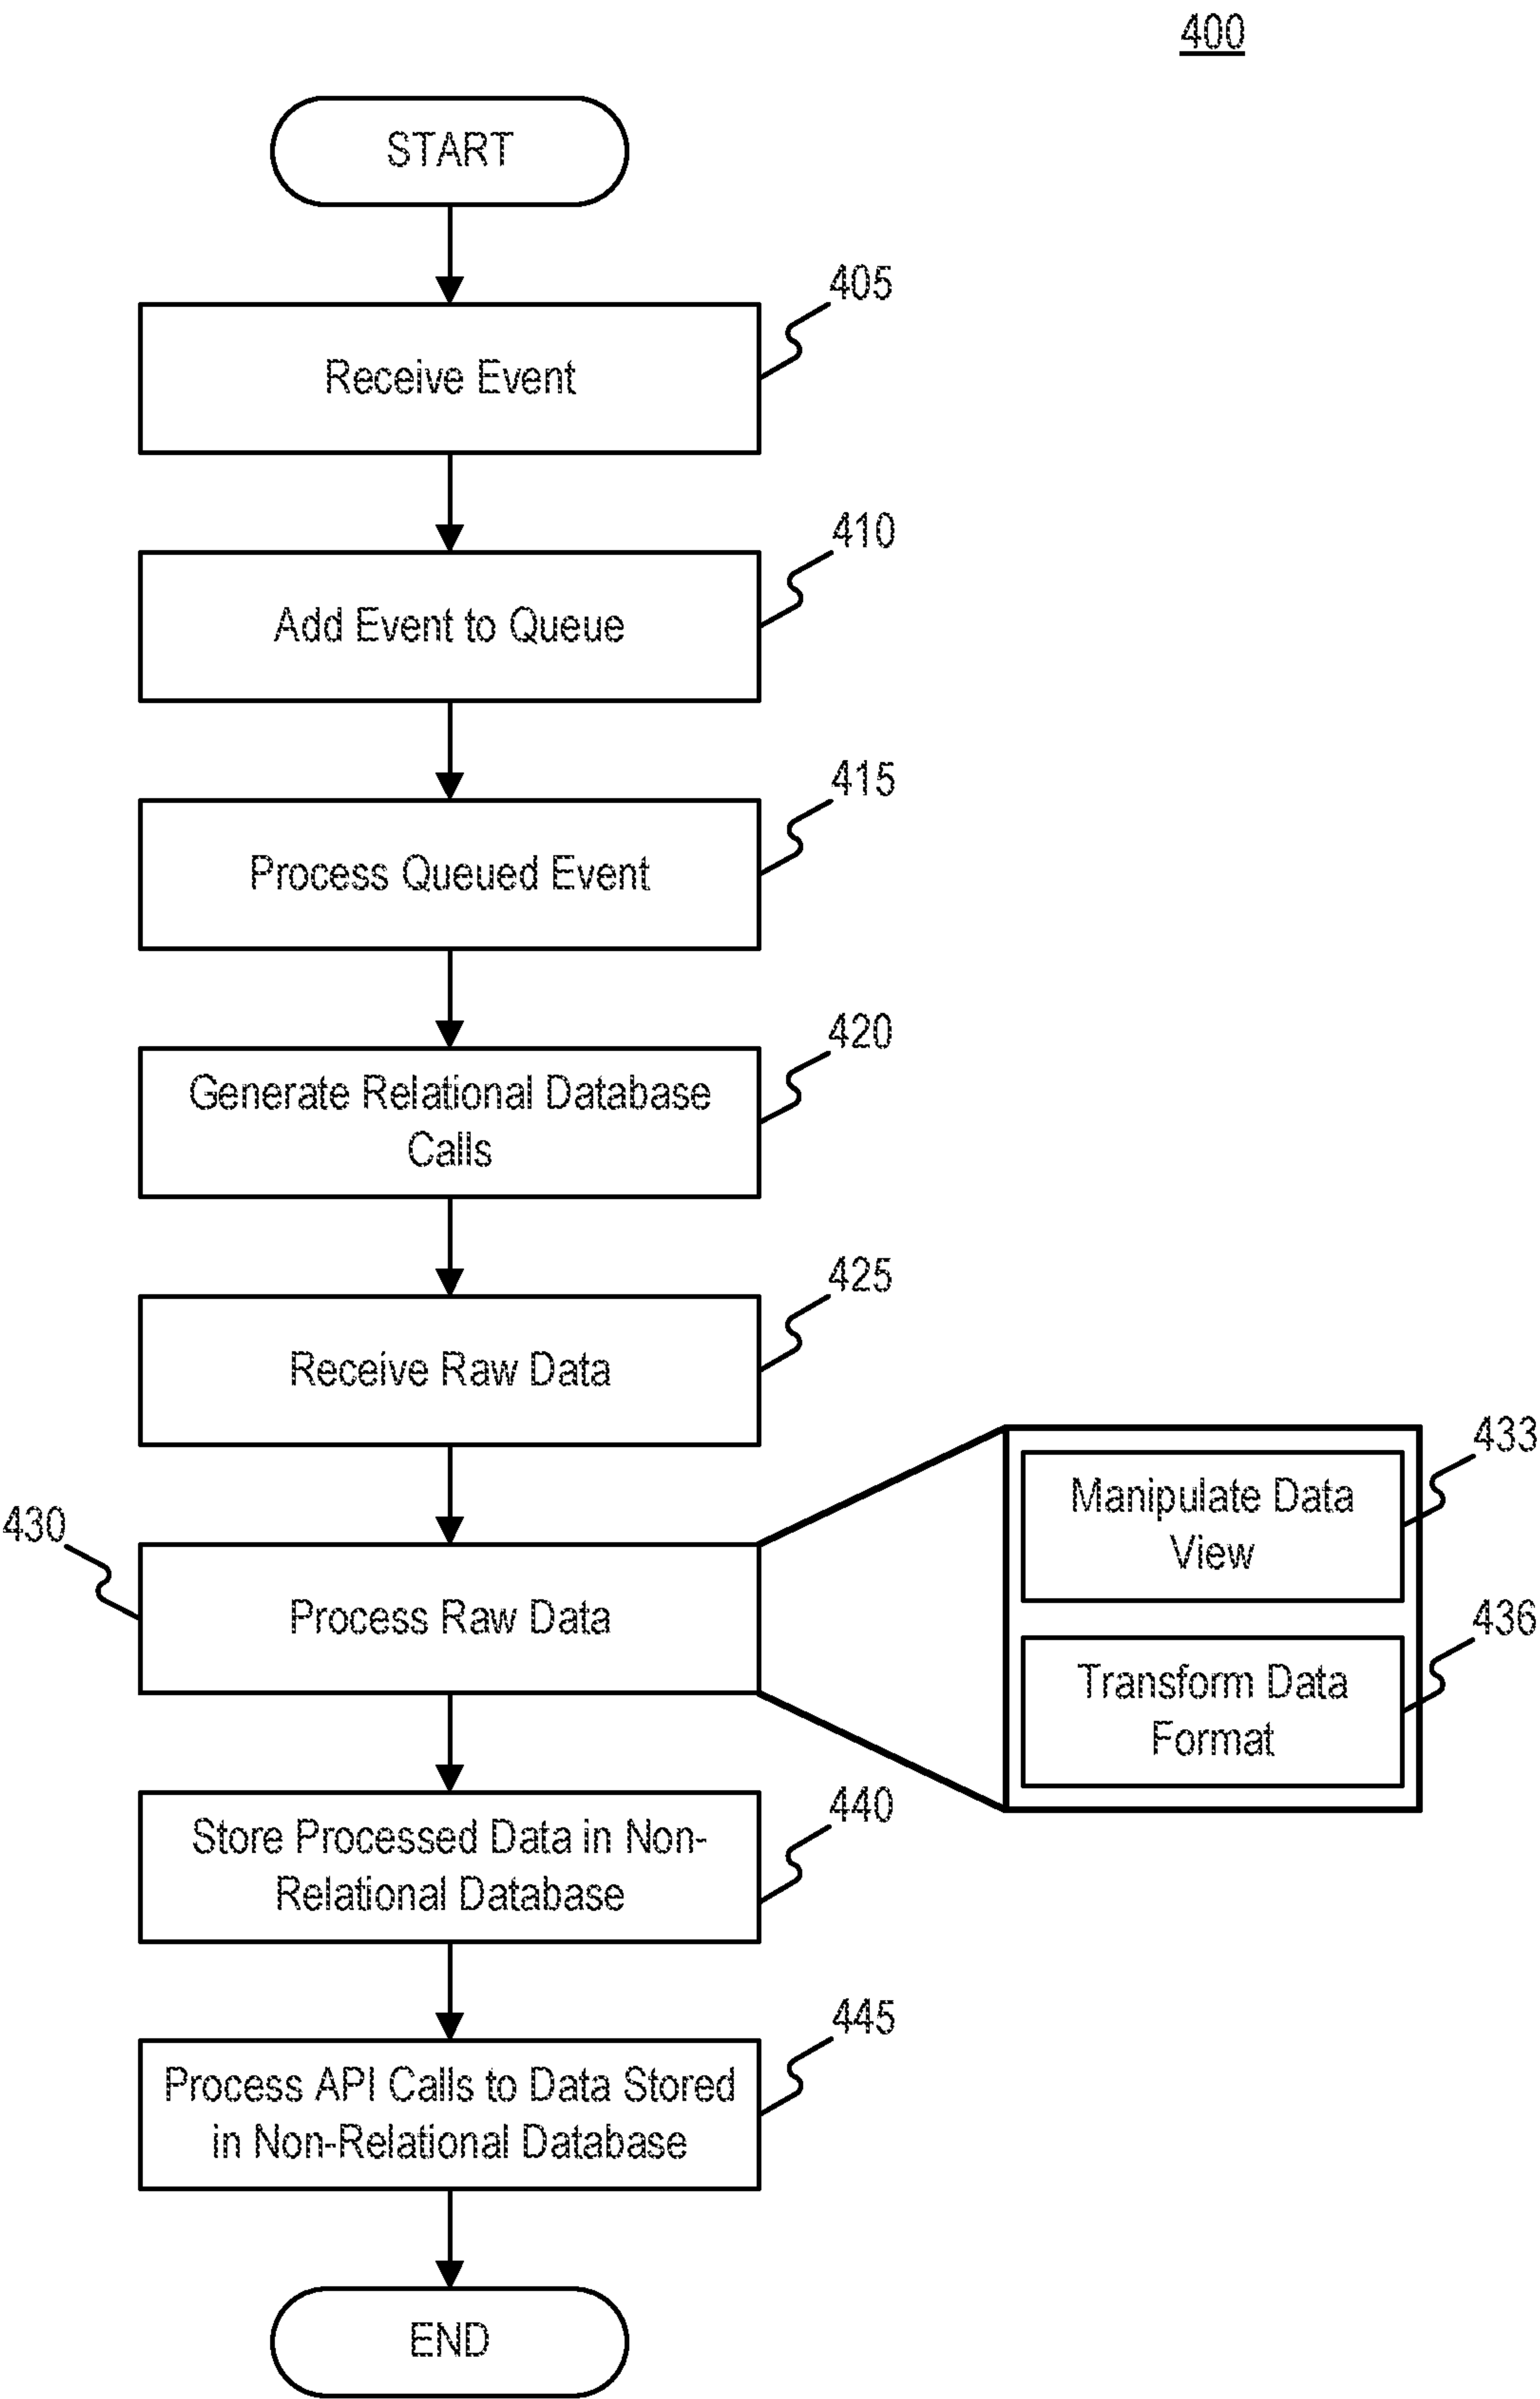 400
START
405
Receive Event
410
Add Event to Queue
415
Process Queued Event
420
Generate Relational Database
Calls
425
Receive Raw Data
430
Process Raw Data
433
Manipulate Data
View
436
Transform Data
Format
440
Store Processed Data in Non-
Relational Database
445
Process API Calls to Data Stored
in Non-Relational Database
END